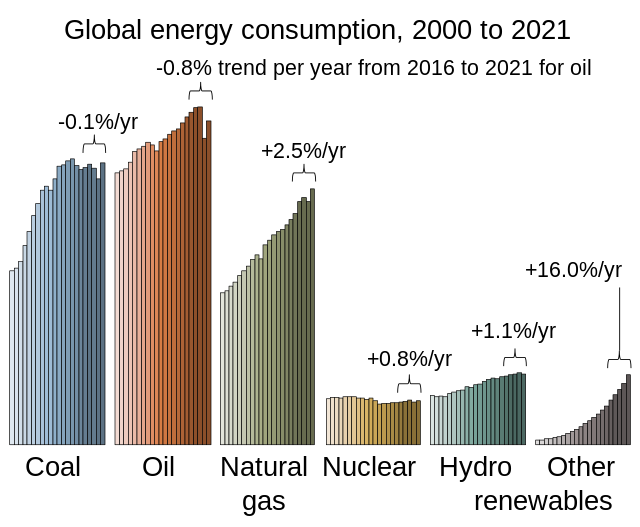 Global energy consumption, 2000 to 2021
-0.8% trend per year from 2016 to 2021 for oil
-0.1%/yr
+2.5%/yr
+16.0%/yr
+1.1%/yr
+0.8%/yr
Coal Oil Natural Nuclear Hydro Other
gas renewables